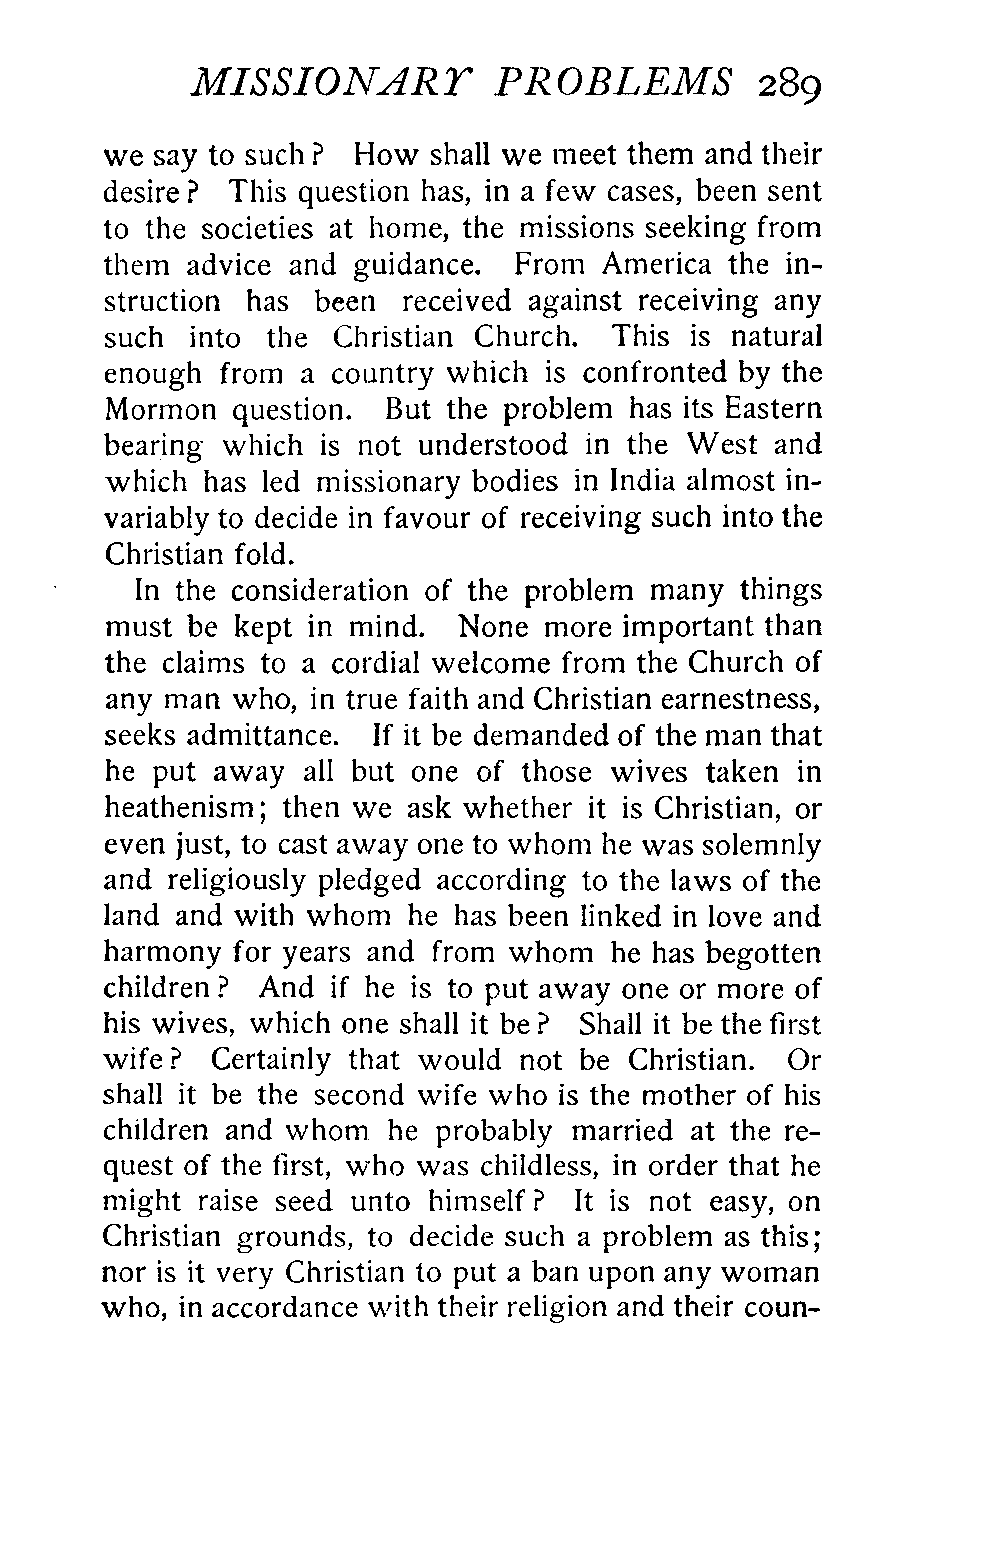 MISSIONARY PROBLEMS 289
we say to such? How shall we meet them and their
desire? This question has, in a few cases, been sent
to the societies at home, the missions seeking from
them advice and guidance. From America the in-
struction has been received against receiving any
such into the Christian Church. This is natural
enough from a country which is confronted by the
Mormon question. But the problem has its Eastern
bearing which is not understood in the West and
which has led missionary bodies in India almost in-
variably to decide in favour of receiving such into the
Christian fold.
In the consideration of the problem many things
must be kept in mind. None more important than
the claims to a cordial welcome from the Church of
any man who, in true faith and Christian earnestness,
seeks admittance. If it be demanded of the man that
he put away all but one of those wives taken in
heathenism; then we ask whether it is Christian, or
even just, to cast away one to whom he was solemnly
and religiously pledged according to the laws of the
land and with whom he has been linked in love and
harmony for years and from whom he has begotten
children? And if he is to put away one or more of
his wives, which one shall it be? Shall it be the first
wife? Certainly that would not be Christian. Or
shall it be the second wife who is the mother of his
children and whom he probably married at the re-
quest of the first, who was childless, in order that he
might raise seed unto himself? It is not easy, on
Christian grounds, to decide such a problem as this;
nor is it very Christian to put a ban upon any woman
who, in accordance with their religion and their coun-